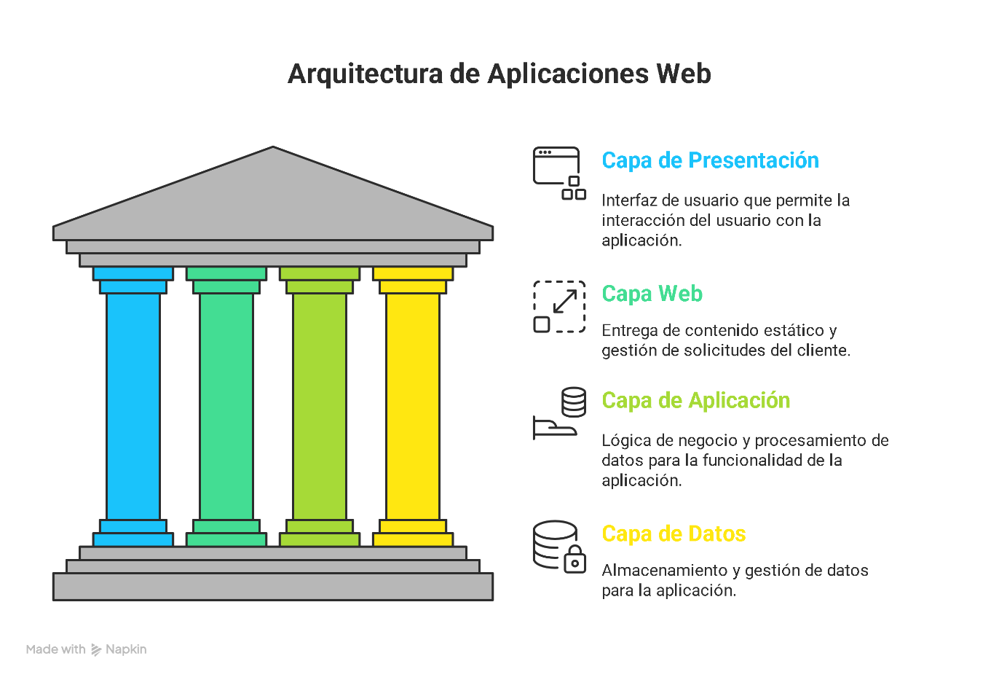 Arquitectura de Aplicaciones Web
Capa de Presentación
Interfaz de usuario que permite la
interacción del usuario con la
aplicación.
Capa Web
Entrega de contenido estático y
gestión de solicitudes del cliente.
Capa de Aplicación
Lógica de negocio y procesamiento de
datos para la funcionalidad de la
aplicación.
Capa de Datos
Almacenamiento y gestión de datos
para la aplicación.
Made with Napkin